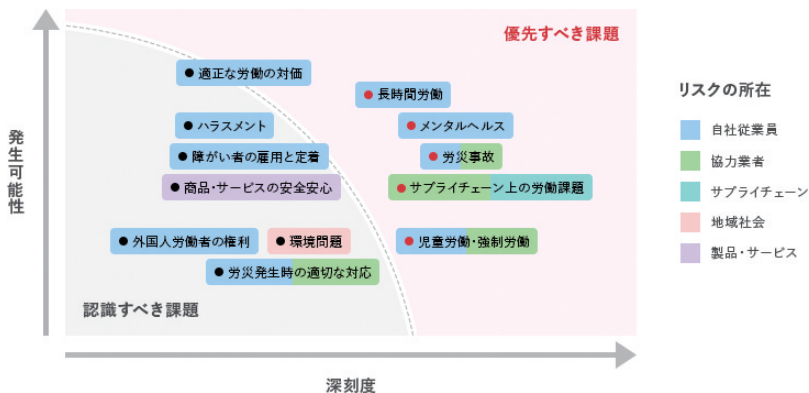 優先すべき課題
● 適正な労働の対価
● 長時間労働
● ハラスメント
● メンタルヘルス
● 障がい者の雇用と定着
● 労災事故
● 商品・サービスの安全安心
● サプライチェーン上の労働課題
● 外国人労働者の権利
● 環境問題
● 児童労働・強制労働
● 労災発生時の適切な対応
認識すべき課題
発生可能性
深刻度
リスクの所在
自社従業員
協力業者
サプライチェーン
地域社会
製品・サービス